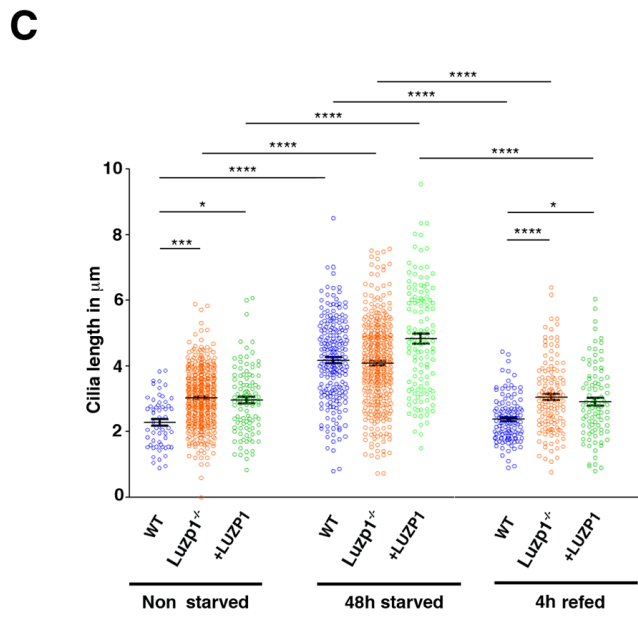 C
****
****
****
****
****
****
*
*
***
****
10
8
6
4
2
0
Cilia length in μm
WT
Luzp1-/-
+LUZP1
WT
Luzp1-/-
+LUZP1
WT
Luzp1-/-
+LUZP1
Non starved
48h starved
4h refed